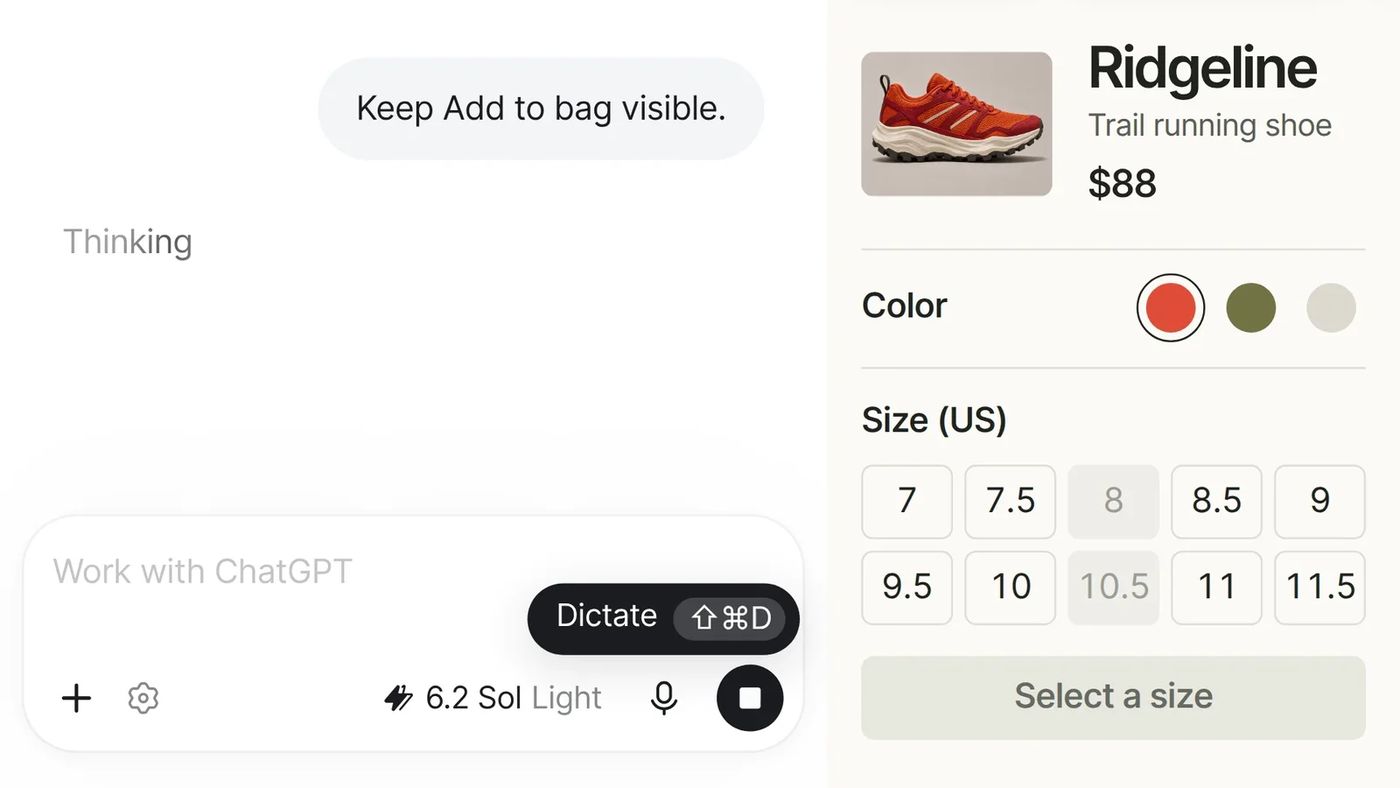 Keep Add to bag visible.
Thinking
Work with ChatGPT
Dictate ⇧⌘D
6.2 Sol Light
Ridgeline
Trail running shoe
$88
Color
Size (US)
7 7.5 8 8.5 9
9.5 10 10.5 11 11.5
Select a size